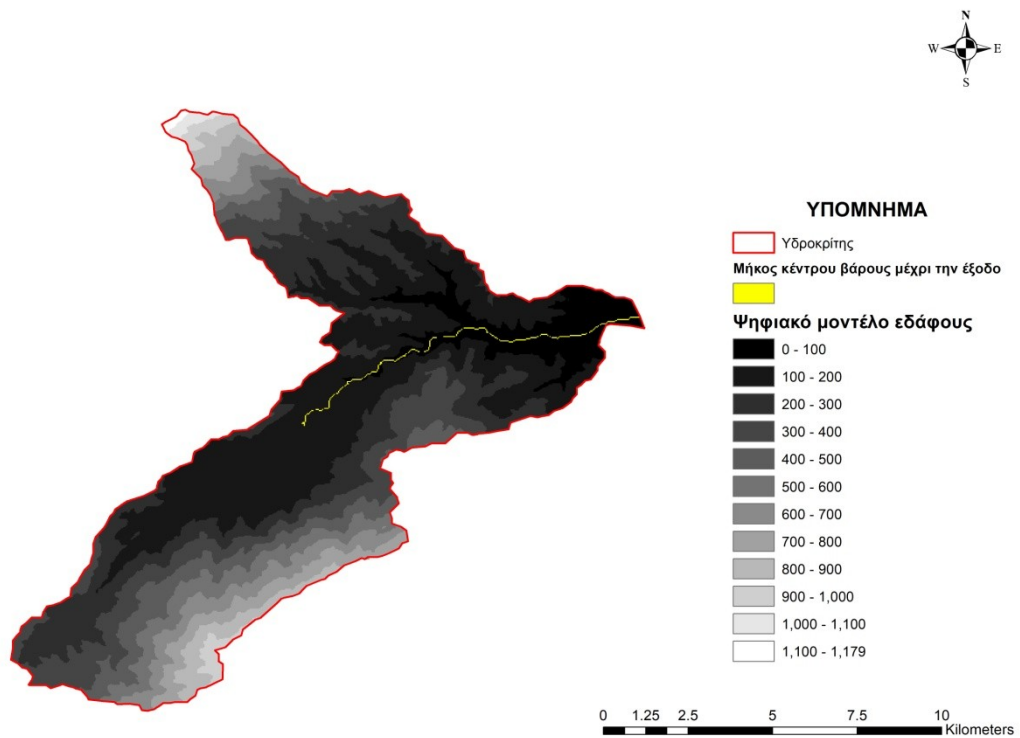 N
W E
S
ΥΠΟΜΝΗΜΑ
Υδροκρίτης
Μήκος κέντρου βάρους μέχρι την έξοδο
Ψηφιακό μοντέλο εδάφους
0 - 100
100 - 200
200 - 300
300 - 400
400 - 500
500 - 600
600 - 700
700 - 800
800 - 900
900 - 1,000
1,000 - 1,100
1,100 - 1,179
0 1.25 2.5 5 7.5 10
Kilometers